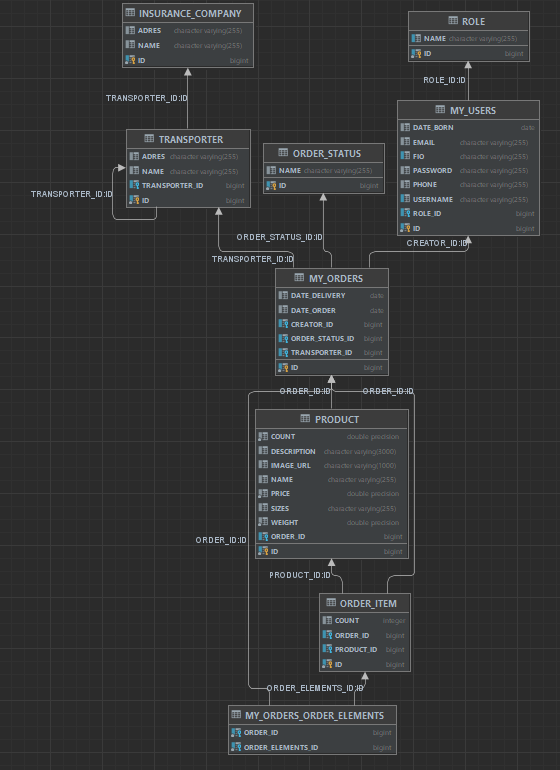 INSURANCE_COMPANY
ADRES character varying(255)
NAME character varying(255)
ID bigint
ROLE
NAME character varying(255)
ID bigint
ROLE_ID:ID
TRANSPORTER_ID:ID
MY_USERS
DATE_BORN date
EMAIL character varying(255)
FIO character varying(255)
PASSWORD character varying(255)
PHONE character varying(255)
USERNAME character varying(255)
ROLE_ID bigint
ID bigint
TRANSPORTER
ADRES character varying(255)
NAME character varying(255)
TRANSPORTER_ID bigint
ID bigint
TRANSPORTER_ID:ID
ORDER_STATUS
NAME character varying(255)
ID bigint
ORDER_STATUS_ID:ID
CREATOR_ID:ID
TRANSPORTER_ID:ID
MY_ORDERS
DATE_DELIVERY date
DATE_ORDER date
CREATOR_ID bigint
ORDER_STATUS_ID bigint
TRANSPORTER_ID bigint
ID bigint
ORDER_ID:ID
ORDER_ID:ID
PRODUCT
COUNT double precision
DESCRIPTION character varying(5000)
IMAGE_URL character varying(1000)
NAME character varying(255)
PRICE double precision
SIZES character varying(255)
WEIGHT double precision
ORDER_ID bigint
ID bigint
ORDER_ID:ID
PRODUCT_ID:ID
ORDER_ITEM
COUNT integer
ORDER_ID bigint
PRODUCT_ID bigint
ID bigint
ORDER_ELEMENTS_ID:ID
MY_ORDERS_ORDER_ELEMENTS
ORDER_ID bigint
ORDER_ELEMENTS_ID bigint